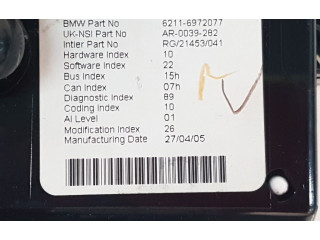 BMW Part No 6211-6972077
UK-NSI Part No AR-0039-282
Intier Part No RG/21453/041
Hardware Index 10
Software Index 22
Bus Index 15h
Can Index 07h
Diagnostic Index 89
Coding Index 10
AI Level 01
Modification Index 26
Manufacturing Date 27/04/05